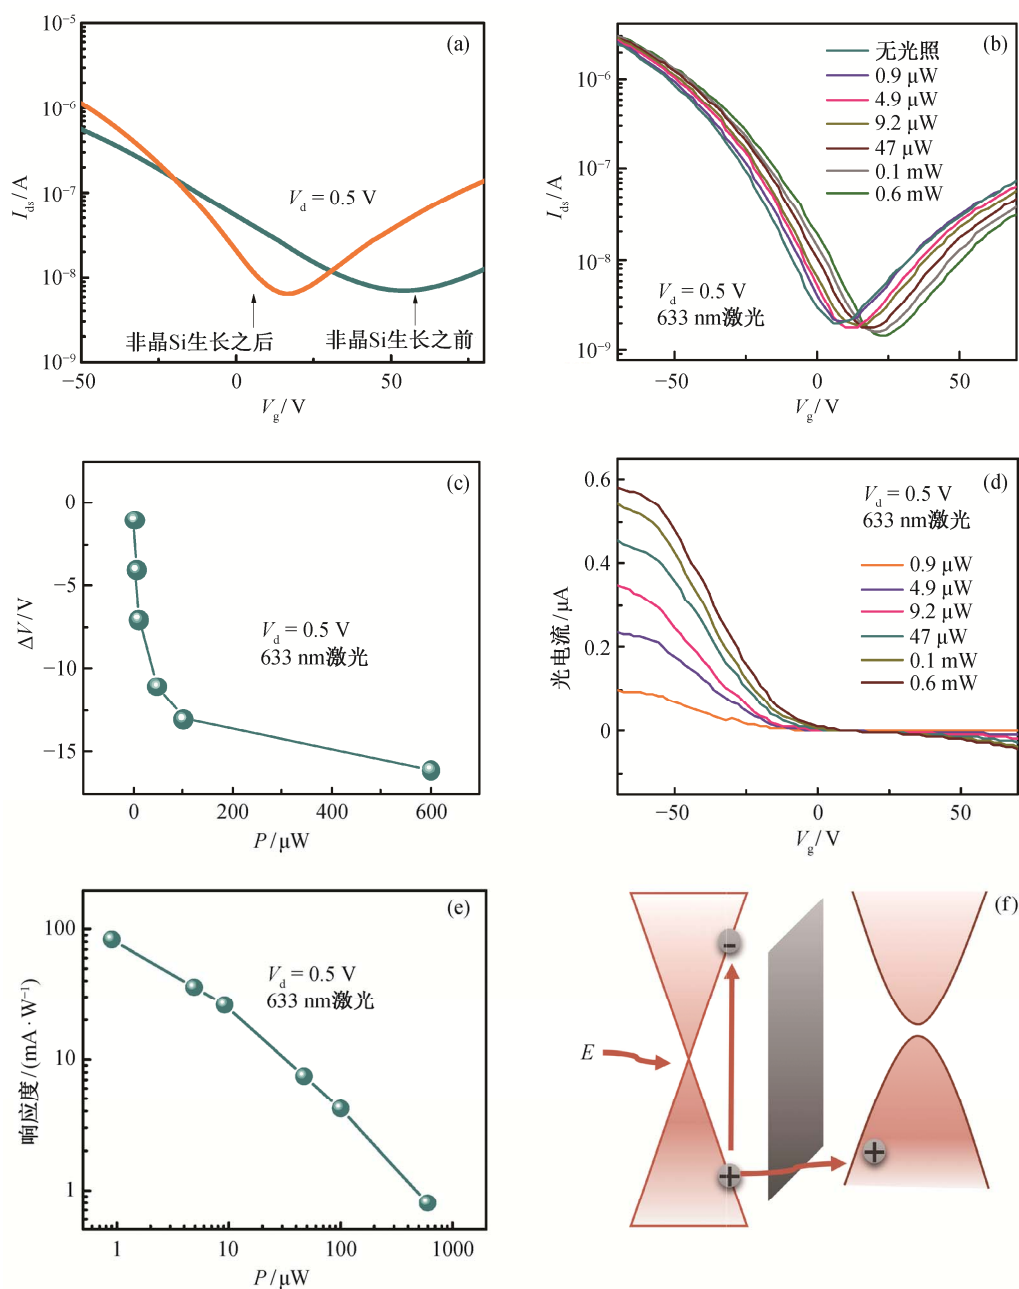 (a)
10⁻⁵
10⁻⁶
10⁻⁷
10⁻⁸
10⁻⁹
I_ds / A
V_d = 0.5 V
非晶Si生长之后
非晶Si生长之前
−50
0
50
V_g / V
(b)
无光照
0.9 μW
4.9 μW
9.2 μW
47 μW
0.1 mW
0.6 mW
10⁻⁶
10⁻⁷
10⁻⁸
10⁻⁹
I_ds / A
V_d = 0.5 V
633 nm激光
−50
0
50
V_g / V
(c)
0
−5
−10
−15
ΔV / V
V_d = 0.5 V
633 nm激光
0
200
400
600
P / μW
(d)
V_d = 0.5 V
633 nm激光
0.9 μW
4.9 μW
9.2 μW
47 μW
0.1 mW
0.6 mW
0.6
0.4
0.2
0
光电流 / μA
−50
0
50
V_g / V
(e)
100
10
1
响应度 / (mA · W⁻¹)
V_d = 0.5 V
633 nm激光
1
10
100
1000
P / μW
(f)
E
−
+
+